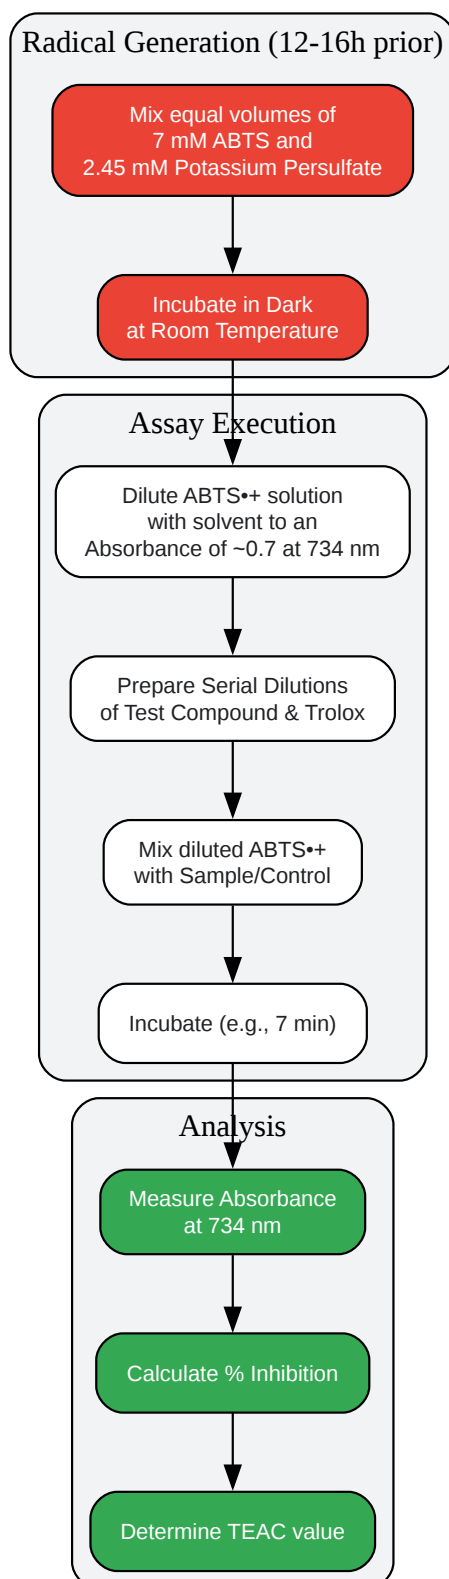 Radical Generation (12-16h prior)
Mix equal volumes of
7 mM ABTS and
2.45 mM Potassium Persulfate
Incubate in Dark
at Room Temperature
Assay Execution
Dilute ABTS•+ solution
with solvent to an
Absorbance of ~0.7 at 734 nm
Prepare Serial Dilutions
of Test Compound & Trolox
Mix diluted ABTS•+
with Sample/Control
Incubate (e.g., 7 min)
Analysis
Measure Absorbance
at 734 nm
Calculate % Inhibition
Determine TEAC value